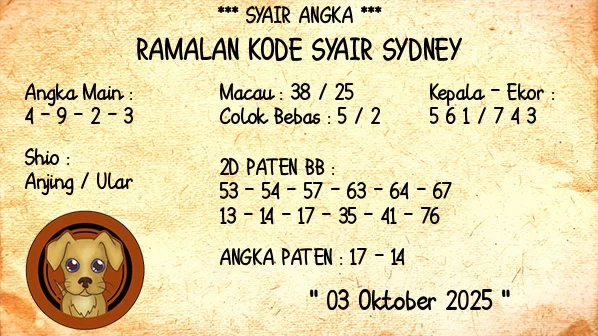 *** SYAIR ANGKA ***
RAMALAN KODE SYAIR SYDNEY
Angka Main :
4 - 9 - 2 - 3
Shio :
Anjing / Ular
Macau : 38 / 25
Colok Bebas : 5 / 2
2D PATEN BB :
53 - 54 - 57 - 63 - 64 - 67
13 - 14 - 17 - 35 - 41 - 76
ANGKA PATEN : 17 - 14
Kepala - Ekor :
5 6 1 / 7 4 3
" 03 Oktober 2025 "